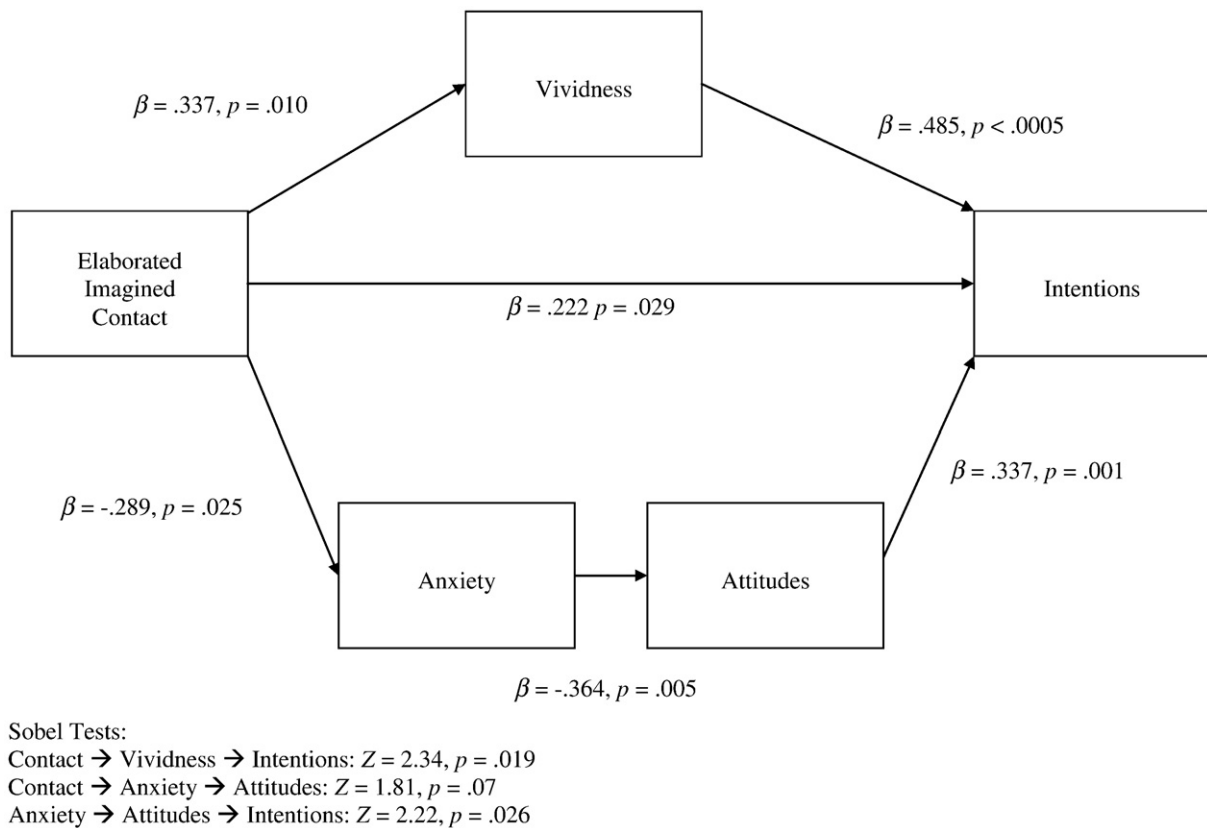 Vividness
β = .337, p = .010
β = .485, p < .0005
Elaborated
Imagined
Contact
Intentions
β = .222 p = .029
β = .337, p = .001
β = -.289, p = .025
Anxiety
Attitudes
β = -.364, p = .005
Sobel Tests:
Contact → Vividness → Intentions: Z = 2.34, p = .019
Contact → Anxiety → Attitudes: Z = 1.81, p = .07
Anxiety → Attitudes → Intentions: Z = 2.22, p = .026